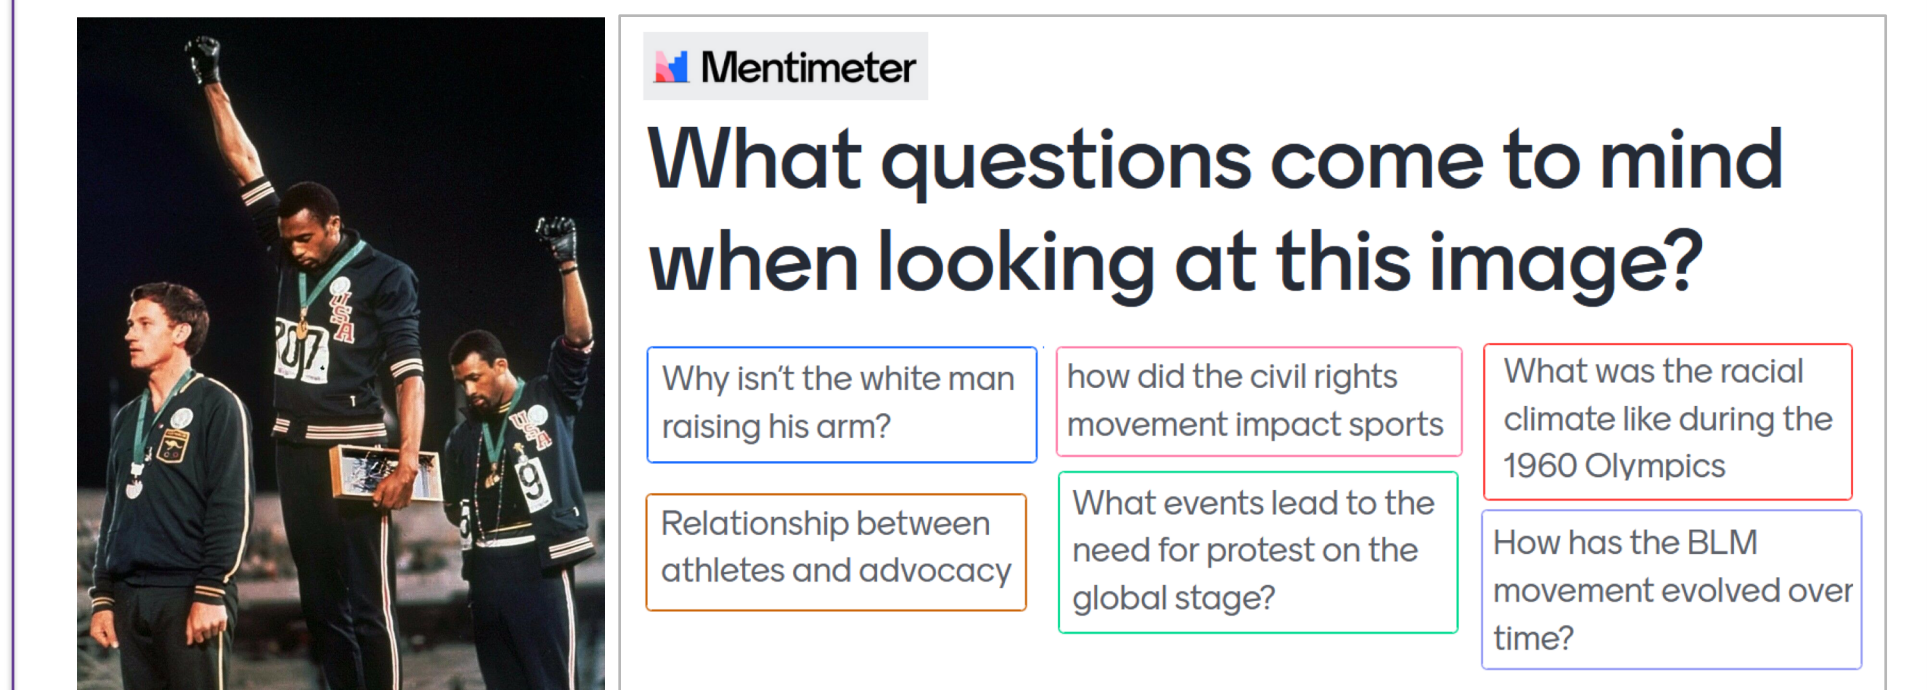 Mentimeter
What questions come to mind
when looking at this image?
Why isn't the white man
raising his arm?
how did the civil rights
movement impact sports
What was the racial
climate like during the
1960 Olympics
Relationship between
athletes and advocacy
What events lead to the
need for protest on the
global stage?
How has the BLM
movement evolved over
time?
USA
307
USA